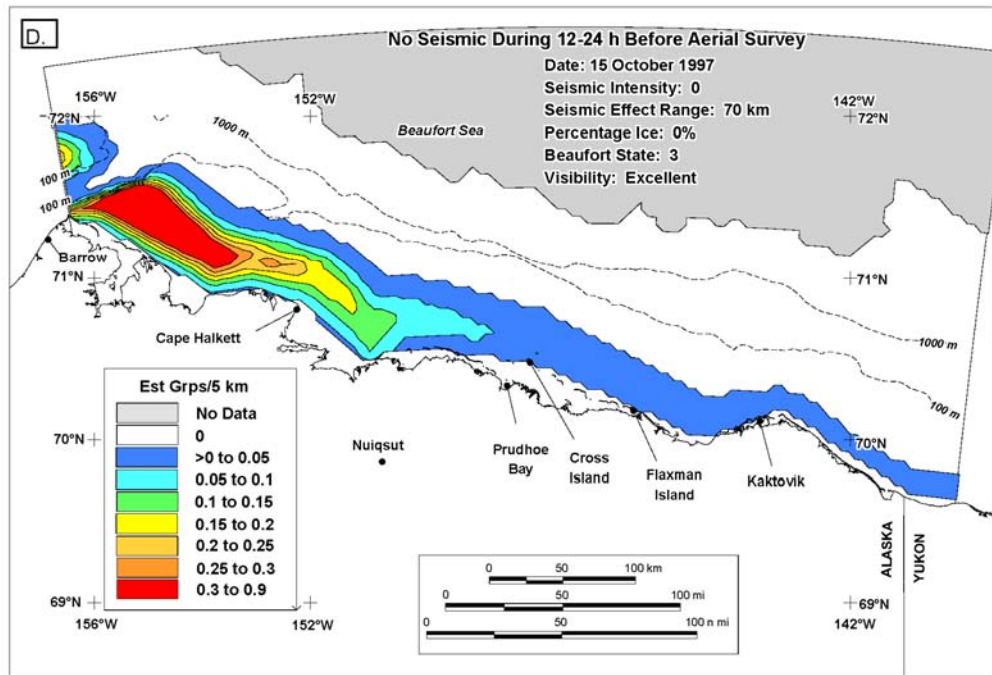 D.
No Seismic During 12-24 h Before Aerial Survey
Date: 15 October 1997
Seismic Intensity: 0
Seismic Effect Range: 70 km
Percentage Ice: 0%
Beaufort State: 3
Visibility: Excellent
156°W
152°W
142°W
72°N
72°N
1000 m
Beaufort Sea
100 m
100 m
Barrow
71°N
71°N
Cape Halkett
1000 m
100 m
Est Grps/5 km
No Data
0
>0 to 0.05
0.05 to 0.1
0.1 to 0.15
0.15 to 0.2
0.2 to 0.25
0.25 to 0.3
0.3 to 0.9
70°N
70°N
Nuiqsut
Prudhoe
Bay
Cross
Island
Flaxman
Island
Kaktovik
ALASKA
YUKON
0 50 100 km
0 50 100 mi
0 50 100 n mi
69°N
69°N
156°W
152°W
142°W